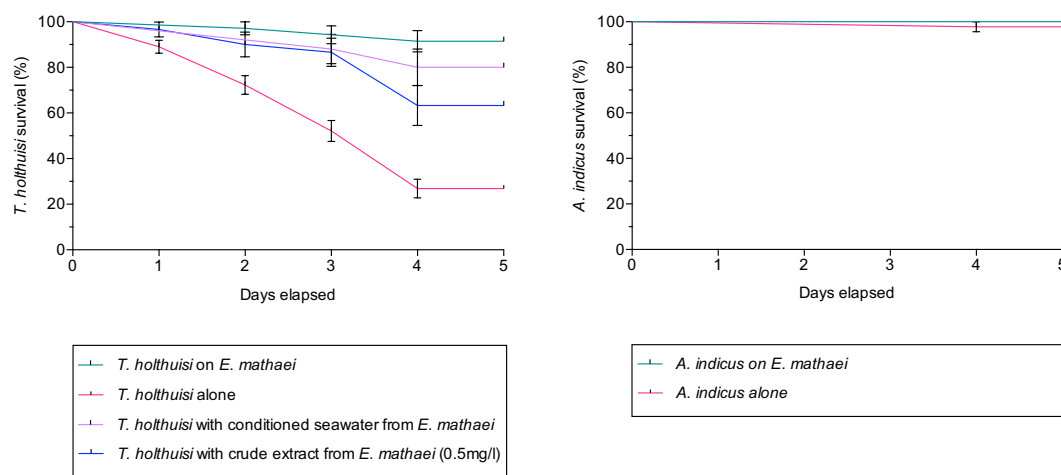 T. holthuisi survival (%)
100
80
60
40
20
0
0 1 2 3 4 5
Days elapsed
T. holthuisi on E. mathaei
T. holthuisi alone
T. holthuisi with conditioned seawater from E. mathaei
T. holthuisi with crude extract from E. mathaei (0.5mg/l)
A. indicus survival (%)
100
80
60
40
20
0
0 1 2 3 4 5
Days elapsed
A. indicus on E. mathaei
A. indicus alone